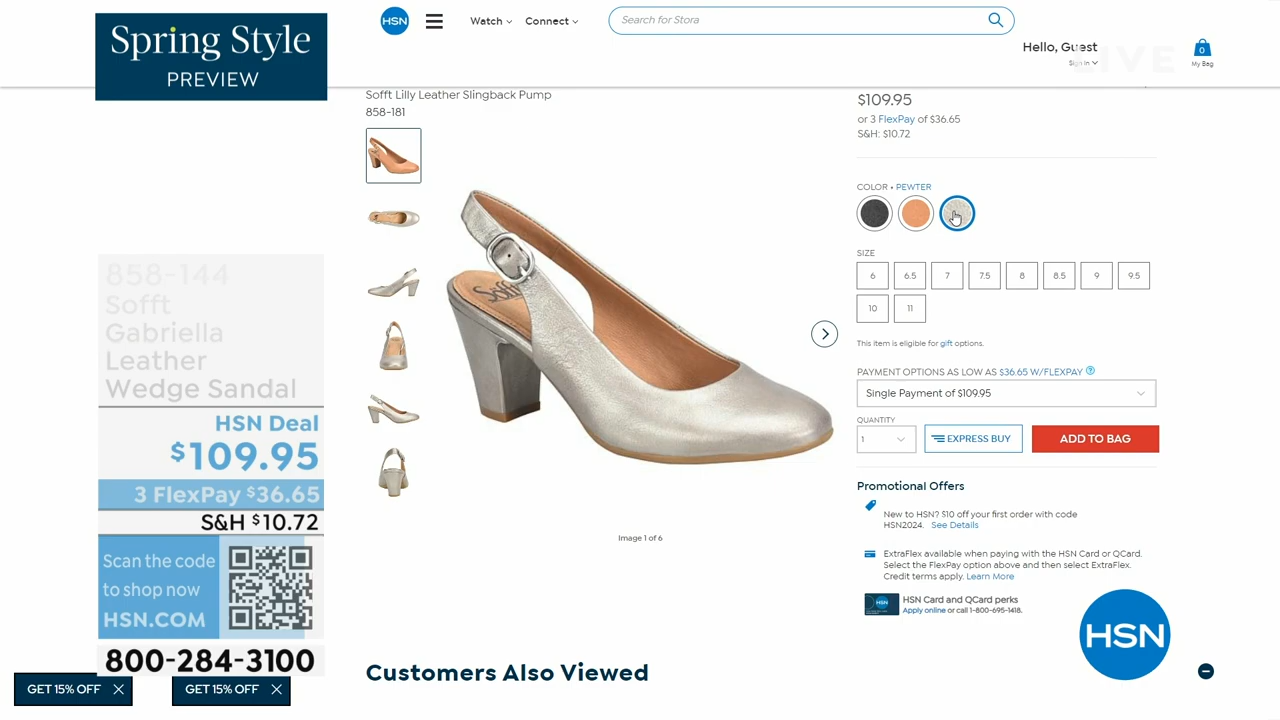 Spring Style
PREVIEW
HSN
Watch
Connect
Search for Stora
Hello, Guest
Sign In
LIVE
0
My Bag
Sofft Lilly Leather Slingback Pump
858-181
$109.95
or 3 FlexPay of $36.65
S&H: $10.72
COLOR • PEWTER
SIZE
6
6.5
7
7.5
8
8.5
9
9.5
10
11
This item is eligible for gift options.
PAYMENT OPTIONS AS LOW AS $36.65 W/FLEXPAY ?
Single Payment of $109.95
QUANTITY
1
EXPRESS BUY
ADD TO BAG
Promotional Offers
New to HSN? $10 off your first order with code
HSN2024. See Details
ExtraFlex available when paying with the HSN Card or QCard.
Select the FlexPay option above and then select ExtraFlex.
Credit terms apply. Learn More
HSN
HSN Card and QCard perks
Apply online or call 1-800-695-1418.
Sofft
Image 1 of 6
858-144
Sofft
Gabriella
Leather
Wedge Sandal
HSN Deal
$109.95
3 FlexPay $36.65
S&H $10.72
Scan the code
to shop now
HSN.COM
800-284-3100
GET 15% OFF
GET 15% OFF
Customers Also Viewed
HSN